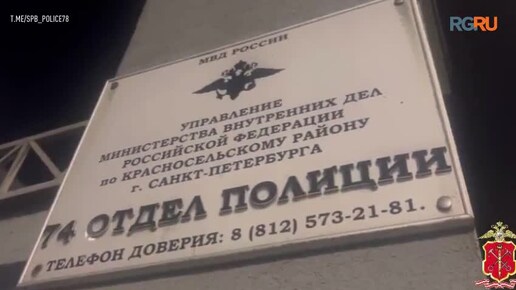 T.ME/SPB_POLICE78
RGRU
МВД РОССИИ
УПРАВЛЕНИЕ
МИНИСТЕРСТВА ВНУТРЕННИХ ДЕЛ
РОССИЙСКОЙ ФЕДЕРАЦИИ
по КРАСНОСЕЛЬСКОМУ РАЙОНУ
г. САНКТ-ПЕТЕРБУРГА
74 ОТДЕЛ ПОЛИЦИИ
ТЕЛЕФОН ДОВЕРИЯ: 8 (812) 573-21-81.